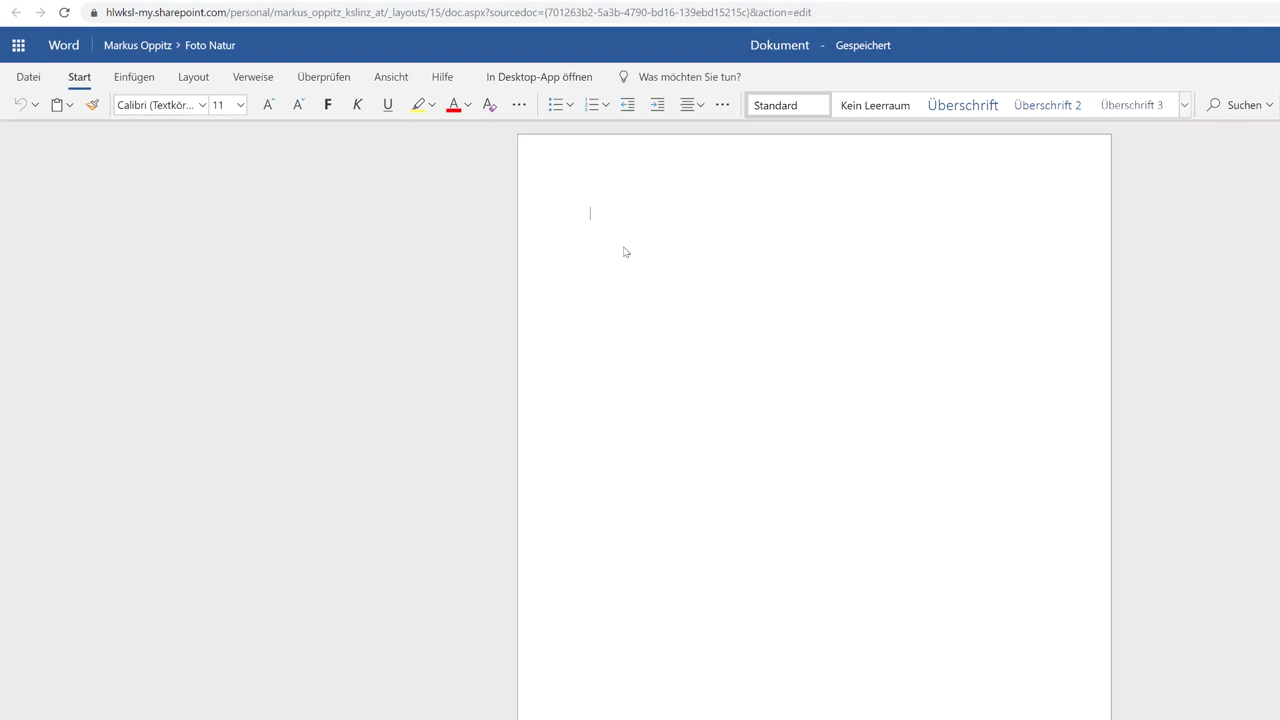 hlwksl-my.sharepoint.com/personal/markus_oppitz_kslinz_at/_layouts/15/doc.aspx?sourcedoc={701263b2-5a3b-4790-bd16-139ebd15215c}&action=edit
Word Markus Oppitz > Foto Natur Dokument - Gespeichert
Datei Start Einfügen Layout Verweise Überprüfen Ansicht Hilfe In Desktop-App öffnen Was möchten Sie tun?
Calibri (Textkör... 11 A A F K U A A ... ... Standard Kein Leerraum Überschrift Überschrift 2 Überschrift 3 Suchen